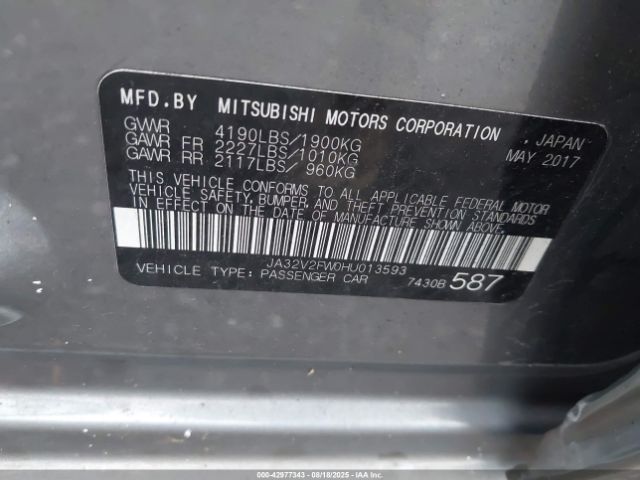 MFD.BY MITSUBISHI MOTORS CORPORATION , JAPAN
GVWR 4190LBS/1900KG MAY 2017
GAWR FR 2227LBS/1010KG
GAWR RR 2117LBS/ 960KG
THIS VEHICLE CONFORMS TO ALL APPLICABLE FEDERAL MOTOR
VEHICLE SAFETY, BUMPER, AND THEFT PREVENTION STANDARDS
IN EFFECT ON THE DATE OF MANUFACTURE SHOWN ABOVE.
JA32V2FW0HU013593
VEHICLE TYPE: PASSENGER CAR 7430B 587
000-42977343 - 08/18/2025 - IAA Inc.